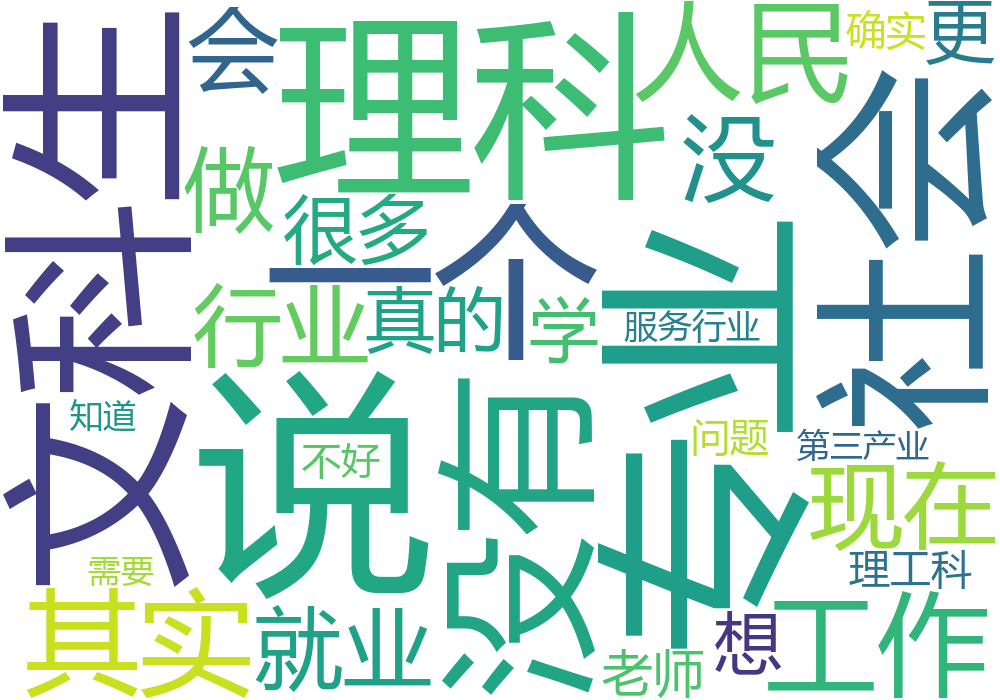 文科生
会
理科
人民
确实
更
做
很多
没
社会
一个
行业
真的
学
服务行业
专业
知道
说
不好
没有
问题
第三产业
现在
需要
理工科
其实
就业
老师
想
工作